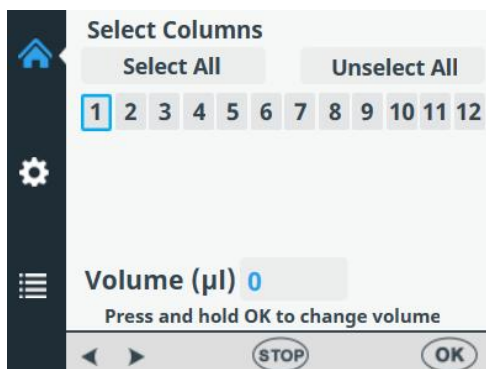 Select Columns
Select All Unselect All
1 2 3 4 5 6 7 8 9 10 11 12
Volume (µl) 0
Press and hold OK to change volume
STOP OK